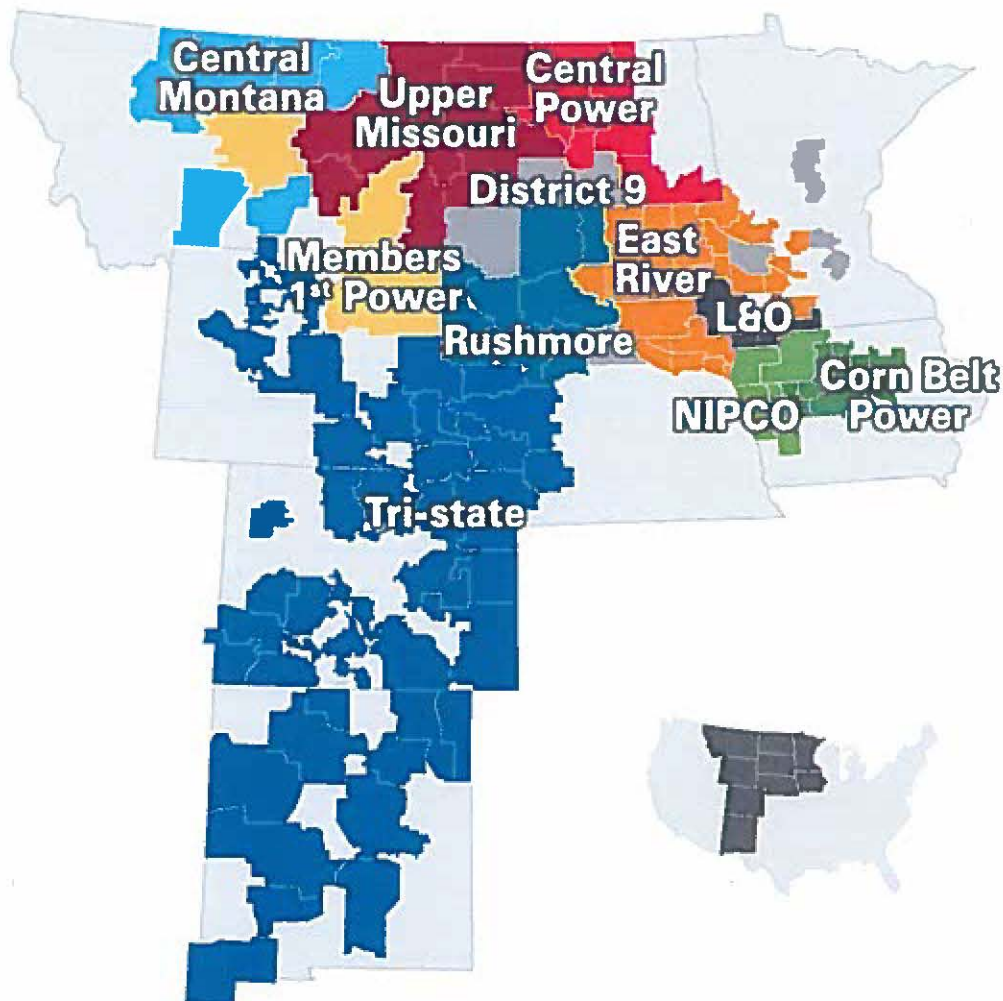 Central
Montana
Upper
Missouri
Central
Power
District 9
East
River
Members
1st Power
L&O
Rushmore
Corn Belt
Power
NIPCO
Tri-state